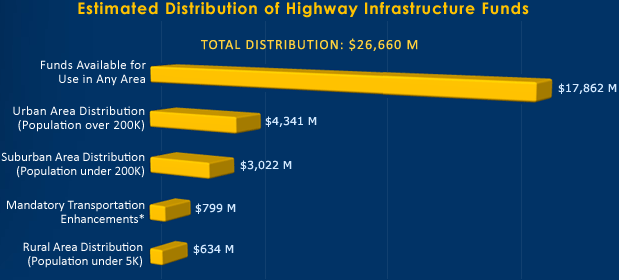 Estimated Distribution of Highway Infrastructure Funds
TOTAL DISTRIBUTION: $26,660 M
Funds Available for
Use in Any Area
$17,862 M
Urban Area Distribution
(Population over 200K)
$4,341 M
Suburban Area Distribution
(Population under 200K)
$3,022 M
Mandatory Transportation
Enhancements*
$799 M
Rural Area Distribution
(Population under 5K)
$634 M